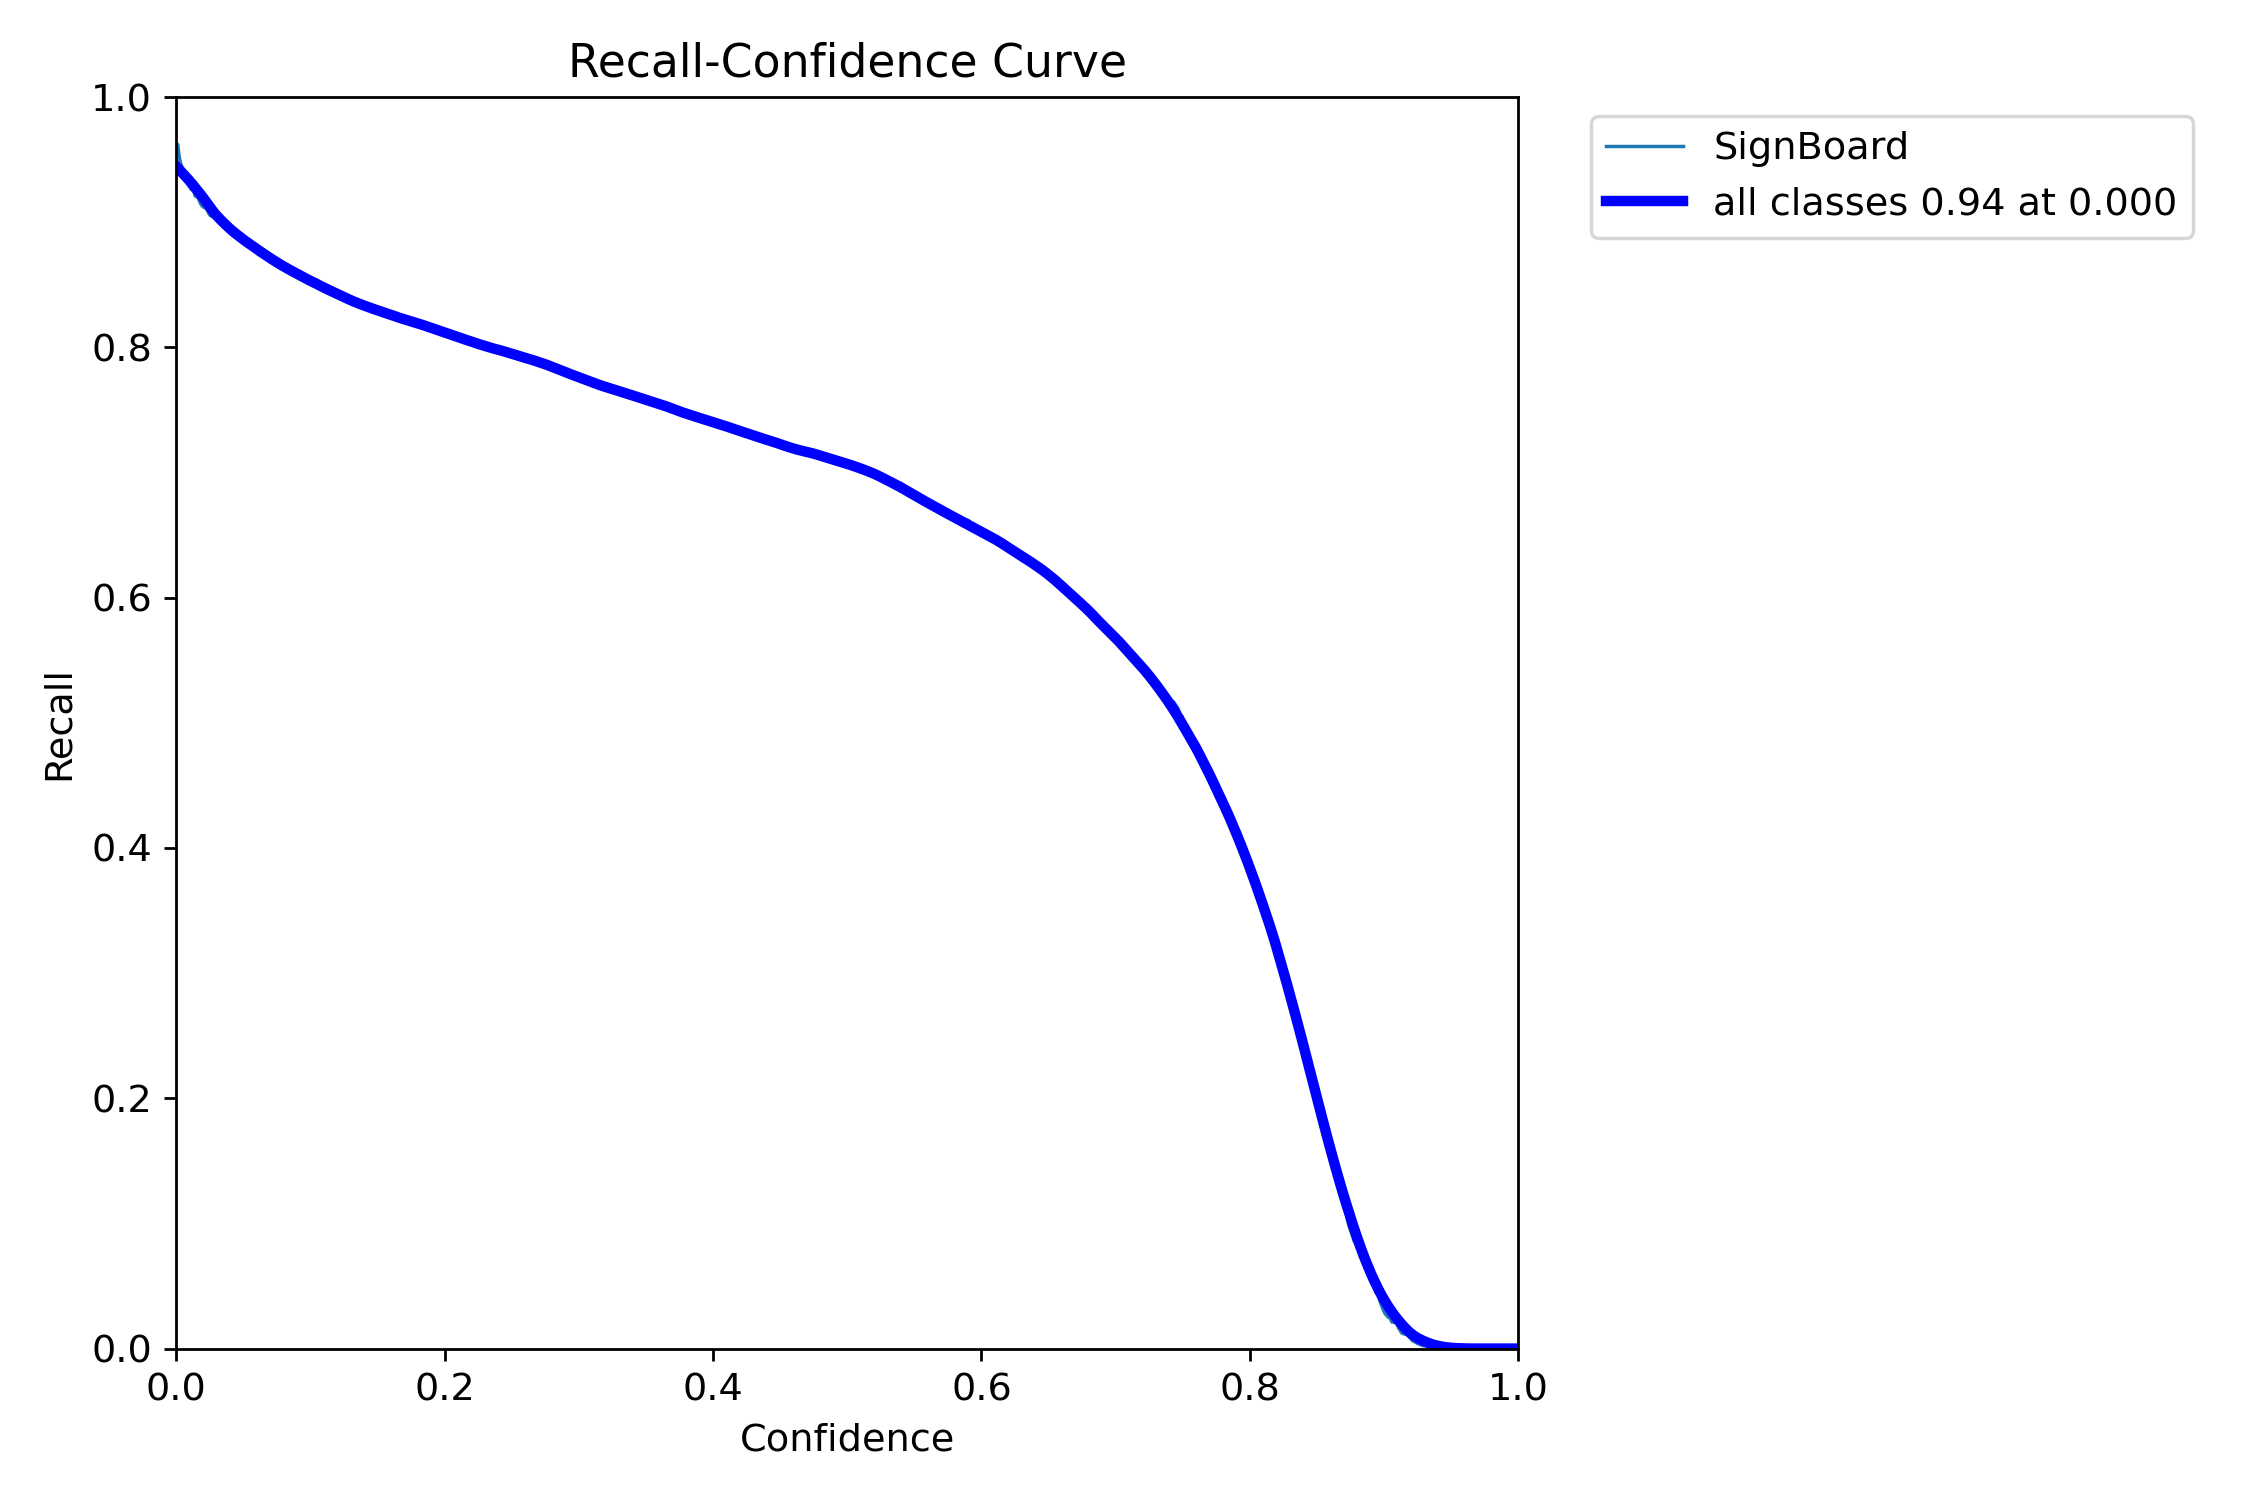 Recall-Confidence Curve
1.0
0.8
0.6
0.4
0.2
0.0
Recall
0.0 0.2 0.4 0.6 0.8 1.0
Confidence
SignBoard
all classes 0.94 at 0.000